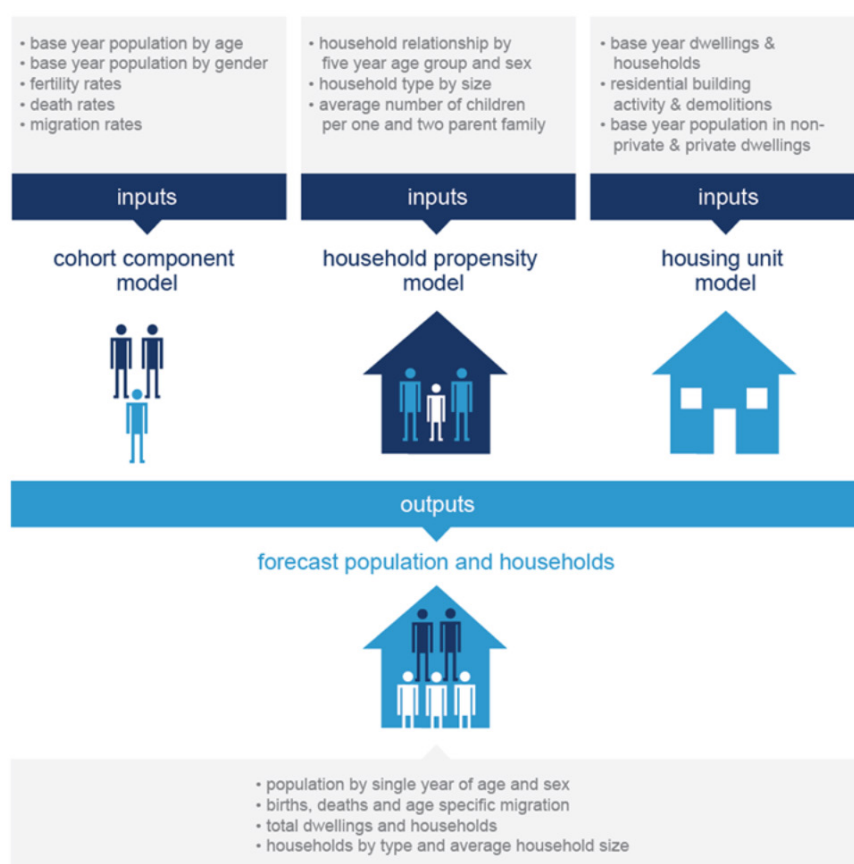 • base year population by age
• base year population by gender
• fertility rates
• death rates
• migration rates
• household relationship by
five year age group and sex
• household type by size
• average number of children
per one and two parent family
• base year dwellings &
households
• residential building
activity & demolitions
• base year population in non-
private & private dwellings
inputs
inputs
inputs
cohort component
model
household propensity
model
housing unit
model
outputs
forecast population and households
• population by single year of age and sex
• births, deaths and age specific migration
• total dwellings and households
• households by type and average household size